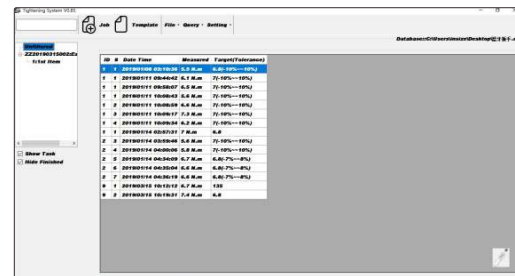 Tightening System V0.85
Job Template File - Query - Setting -
Unfiltered
ZZ20190315002:Ex
1:1st Item
Show Task
Hide Finished
ID # Date Time Measured Target(Tolerance)
1 1 2019/01/08 03:10:36 5.5 N.m 6.8(-10%~~10%)
1 1 2019/01/11 09:44:42 6.1 N.m 7(-10%~~10%)
1 1 2019/01/11 09:58:07 6.5 N.m 7(-10%~~10%)
1 1 2019/01/11 10:08:43 5.6 N.m 7(-10%~~10%)
1 2 2019/01/11 10:08:59 6.6 N.m 7(-10%~~10%)
1 3 2019/01/11 10:09:17 7.3 N.m 7(-10%~~10%)
1 4 2019/01/11 10:09:34 6.2 N.m 7(-10%~~10%)
1 1 2019/01/14 02:57:31 7 N.m 6.8
2 3 2019/01/14 03:59:46 5.6 N.m 7(-10%~~10%)
2 4 2019/01/14 04:00:06 5.8 N.m 7(-10%~~10%)
2 5 2019/01/14 04:34:09 6.7 N.m 6.8(-7%~~8%)
2 6 2019/01/14 04:35:04 6.6 N.m 6.8(-7%~~8%)
2 7 2019/01/14 04:36:19 6.6 N.m 6.8(-7%~~8%)
9 1 2019/03/15 10:12:12 6.7 N.m 135
9 2 2019/03/15 10:19:31 7.4 N.m 6.8